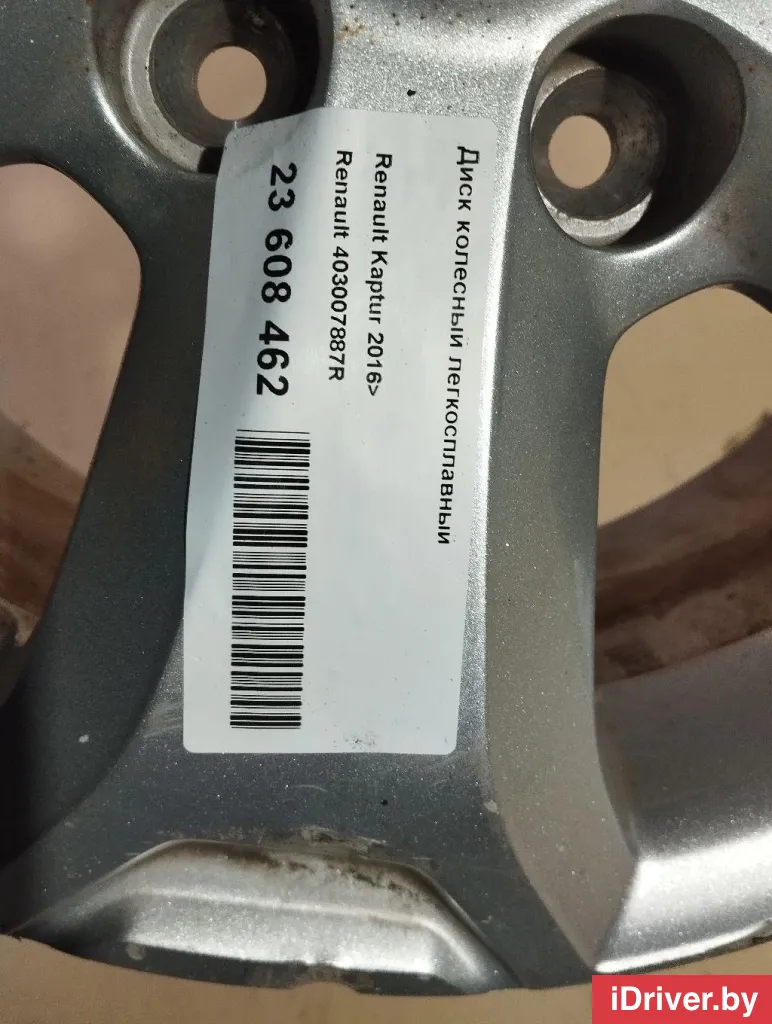 Диск колесный легкосплавный
Renault Kaptur 2016>
Renault 403007887R
23 608 462
iDriver.by